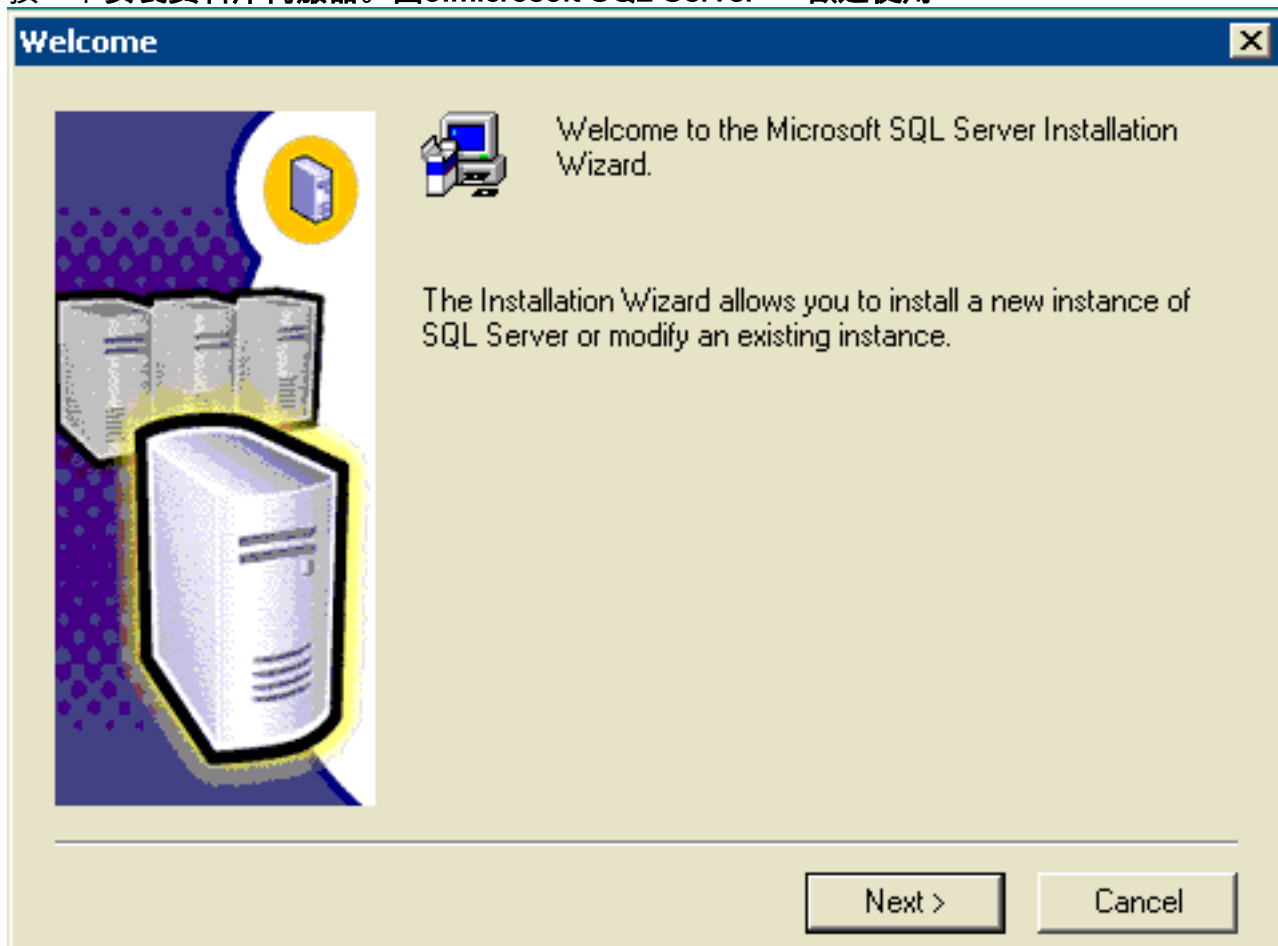 Welcome
Welcome to the Microsoft SQL Server Installation
Wizard.
The Installation Wizard allows you to install a new instance of
SQL Server or modify an existing instance.
Next >
Cancel